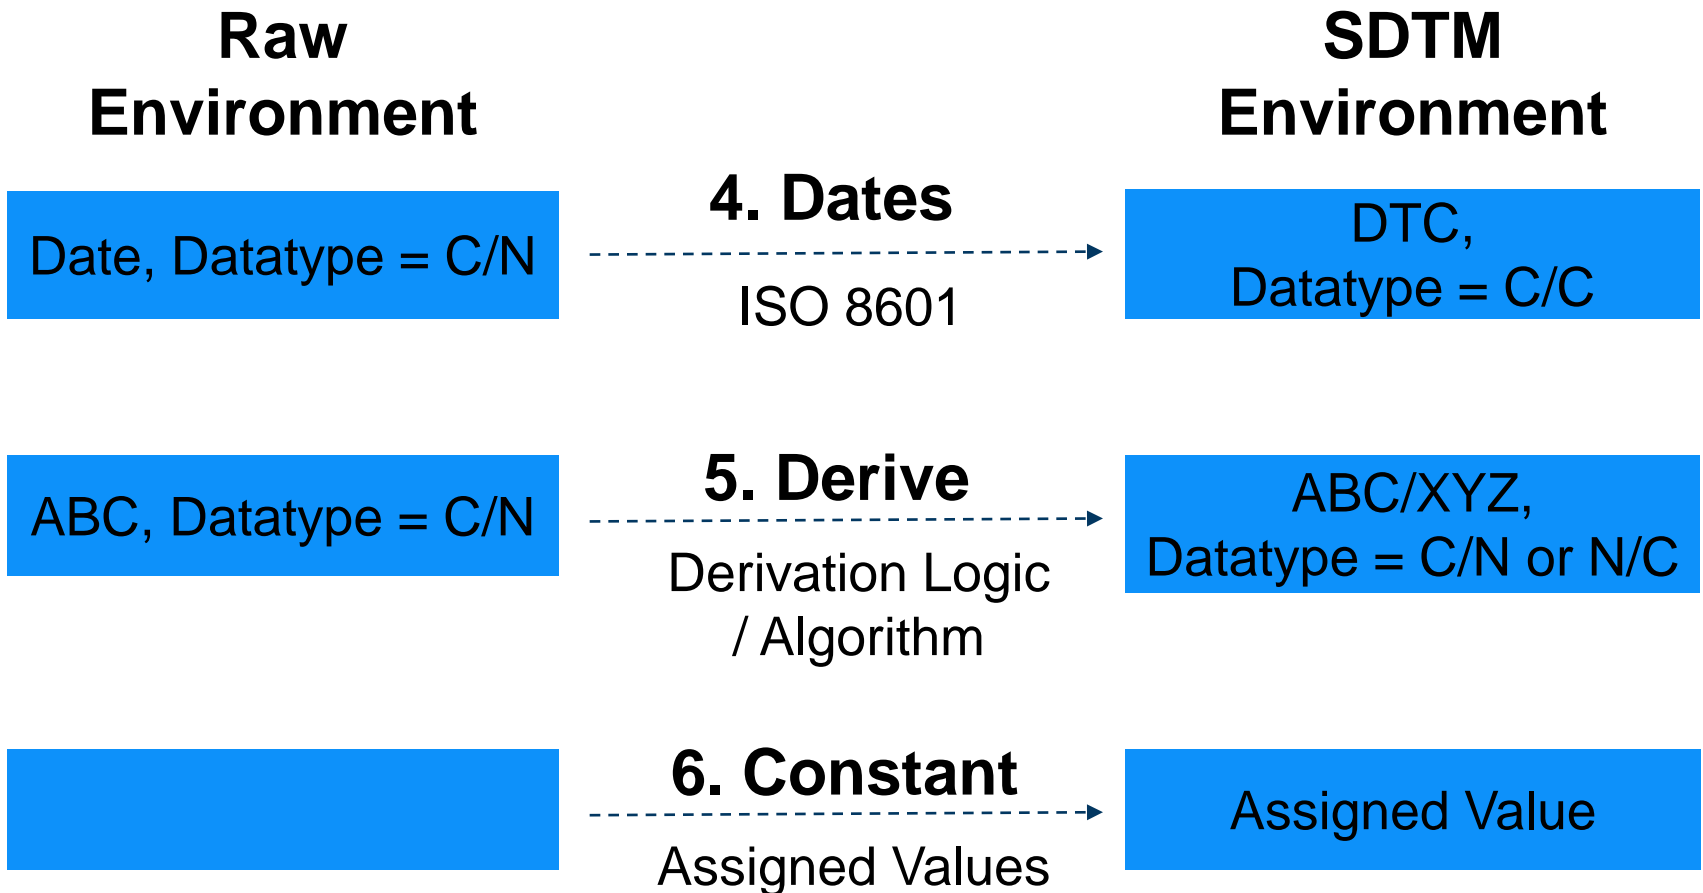 Raw
Environment
SDTM
Environment
4. Dates
Date, Datatype = C/N
ISO 8601
DTC,
Datatype = C/C
5. Derive
ABC, Datatype = C/N
Derivation Logic
/ Algorithm
ABC/XYZ,
Datatype = C/N or N/C
6. Constant
Assigned Values
Assigned Value